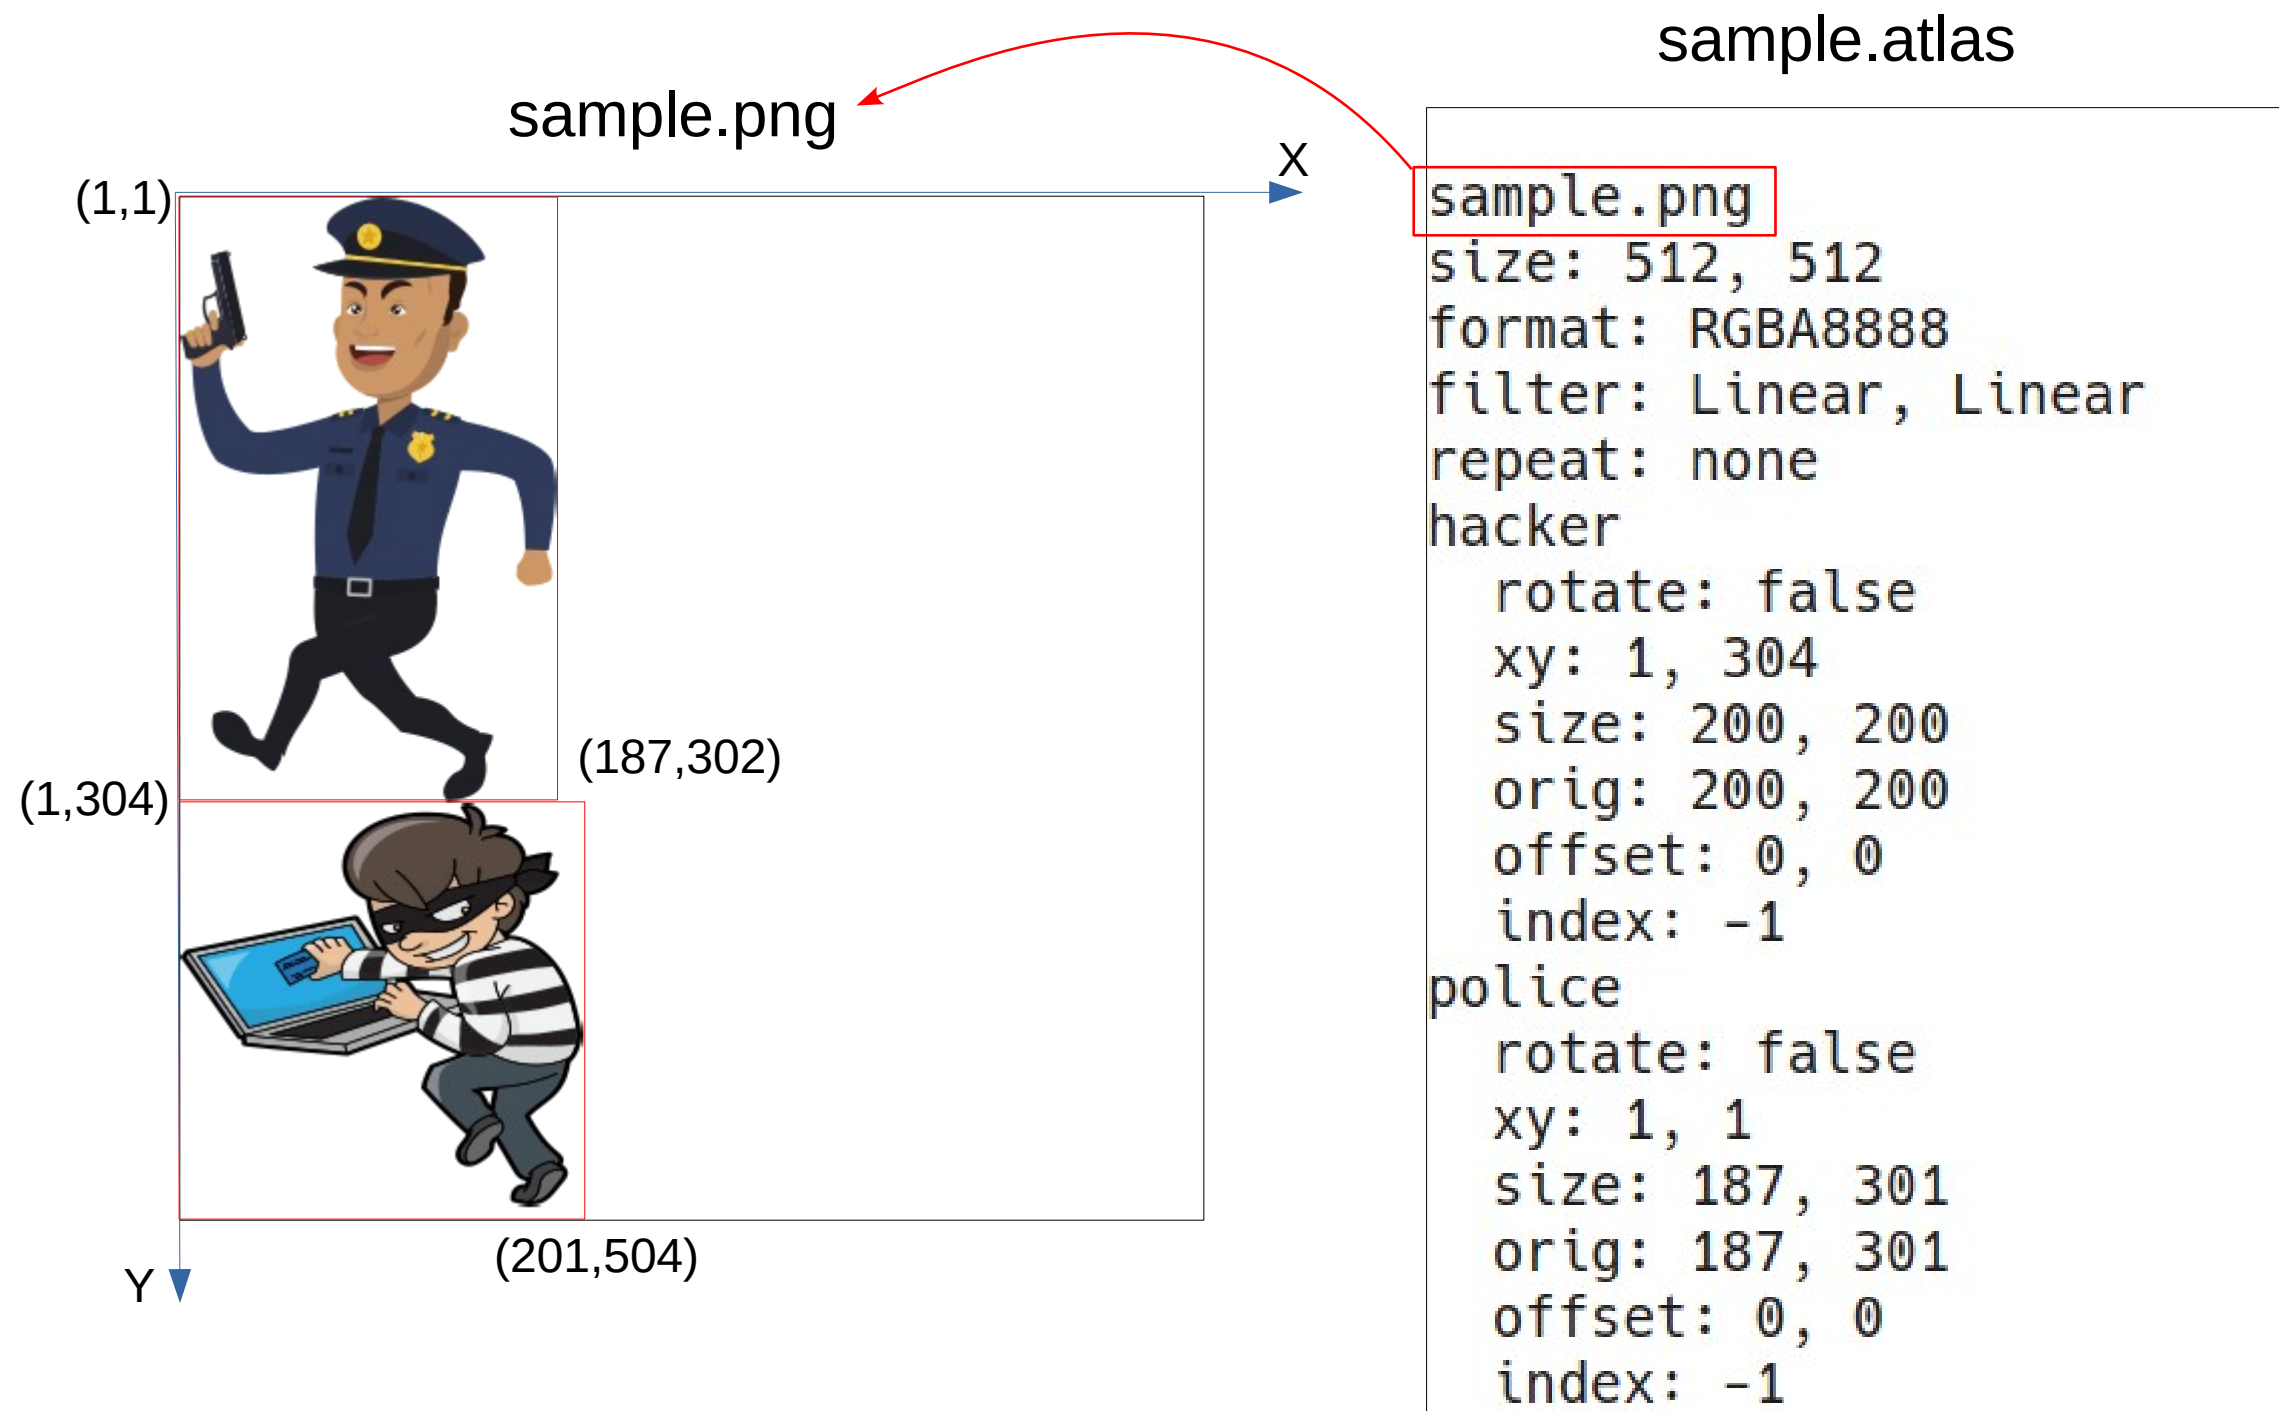 sample.atlas
sample.png
X
(1,1)
(187,302)
(1,304)
(201,504)
Y
sample.png
size: 512, 512
format: RGBA8888
filter: Linear, Linear
repeat: none
hacker
  rotate: false
  xy: 1, 304
  size: 200, 200
  orig: 200, 200
  offset: 0, 0
  index: -1
police
  rotate: false
  xy: 1, 1
  size: 187, 301
  orig: 187, 301
  offset: 0, 0
  index: -1